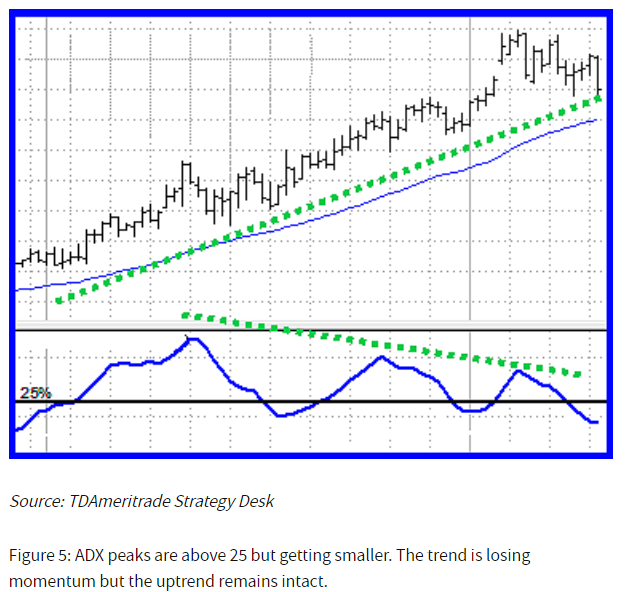 25%
Source: TDAmeritrade Strategy Desk
Figure 5: ADX peaks are above 25 but getting smaller. The trend is losing
momentum but the uptrend remains intact.